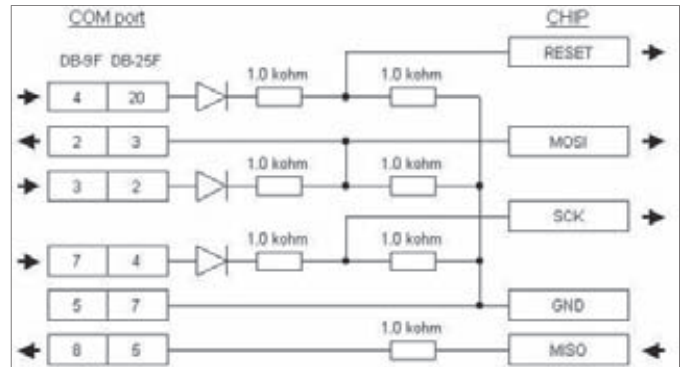 COM port CHIP
DB-9F DB-25F
RESET
1.0 kohm 1.0 kohm
4 20
2 3 MOSI
1.0 kohm 1.0 kohm
3 2
SCK
1.0 kohm 1.0 kohm
7 4
5 7 GND
1.0 kohm
8 5 MISO